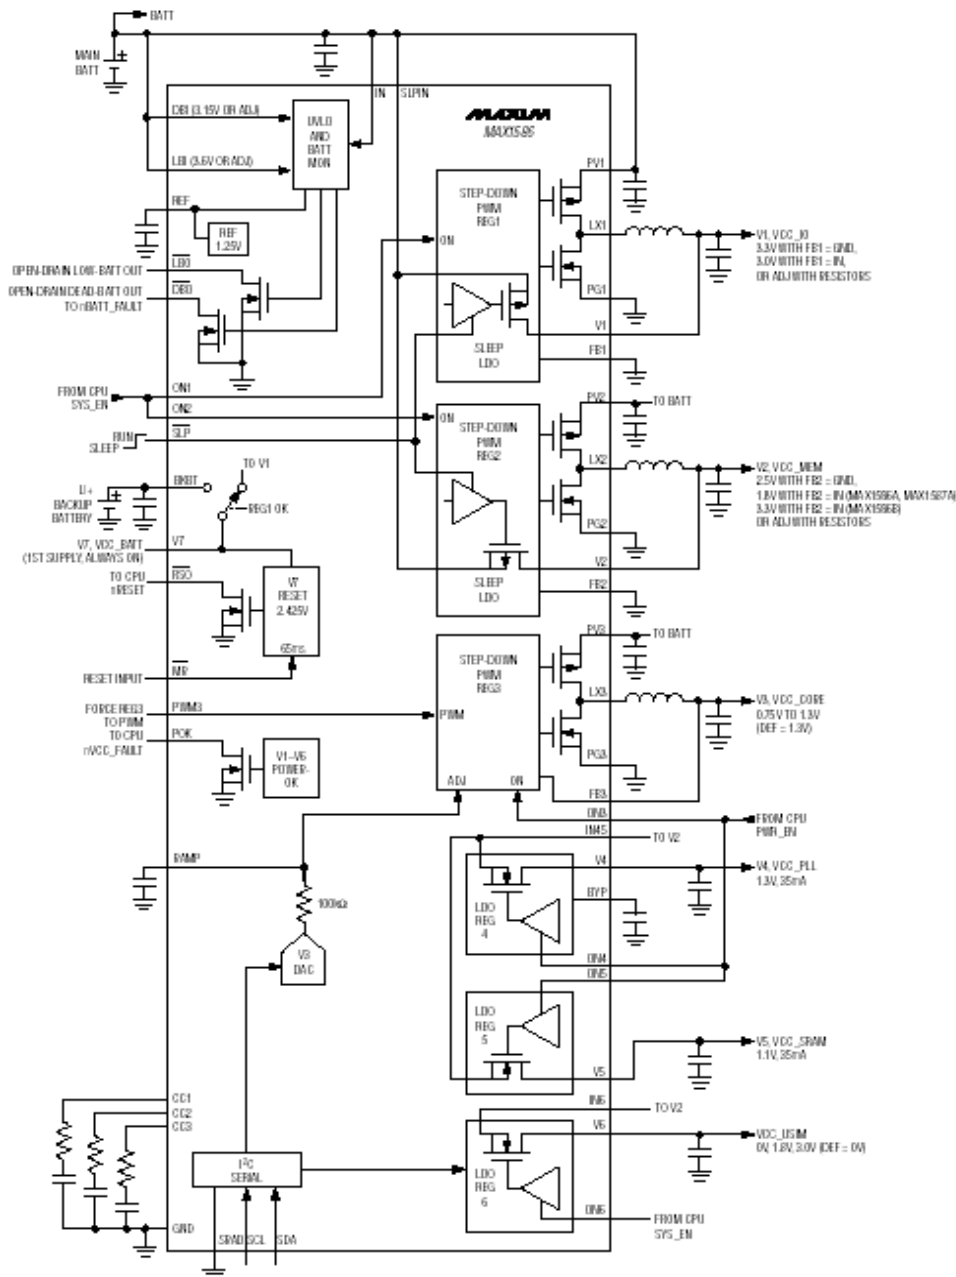 BATT
MAIN
BATT
IN
SLPIN
MAXIM
MAX1586
DBI (3.15V OR ADJ)
LBI (3.6V OR ADJ)
UVLO
AND
BATT
MON
REF
REF
1.25V
OPEN-DRAIN LOW-BATT OUT
LBO
OPEN-DRAIN DEAD-BATT OUT
TO nBATT_FAULT
DBO
STEP-DOWN
PWM
REG1
ON
SLEEP
LDO
PV1
LX1
PG1
V1
FB1
V1, VCC_IO
3.3V WITH FB1 = GND,
3.0V WITH FB1 = IN,
OR ADJ WITH RESISTORS
FROM CPU
SYS_EN
ON1
ON2
RUN
SLEEP
SLP
STEP-DOWN
PWM
REG2
ON
SLEEP
LDO
PV2
TO BATT
LX2
PG2
V2
FB2
V2, VCC_MEM
2.5V WITH FB2 = GND,
1.8V WITH FB2 = IN (MAX1586A, MAX1587A)
3.3V WITH FB2 = IN (MAX1586B)
OR ADJ WITH RESISTORS
LI+
BACKUP
BATTERY
BKBT
TO V1
REG1 OK
V7, VCC_BATT
(1ST SUPPLY, ALWAYS ON)
V7
TO CPU
nRESET
RSO
V7
RESET
2.425V
65ms
RESET INPUT
MR
FORCE REG3
TO PWM
PWM3
TO CPU
nVCC_FAULT
POK
V1–V6
POWER-
OK
STEP-DOWN
PWM
REG3
PWM
ADJ
ON
PV3
TO BATT
LX3
PG3
FB3
V3, VCC_CORE
0.75V TO 1.3V
(DEF = 1.3V)
ON3
FROM CPU
PWR_EN
IN45
TO V2
RAMP
100kΩ
V3
DAC
LDO
REG
4
V4
BYP
ON4
V4, VCC_PLL
1.3V, 35mA
ON5
LDO
REG
5
V5
V5, VCC_SRAM
1.1V, 35mA
IN6
TO V2
V6
VCC_USIM
0V, 1.8V, 3.0V (DEF = 0V)
LDO
REG
6
ON6
FROM CPU
SYS_EN
CC1
CC2
CC3
I²C
SERIAL
GND
SRAD
SCL
SDA